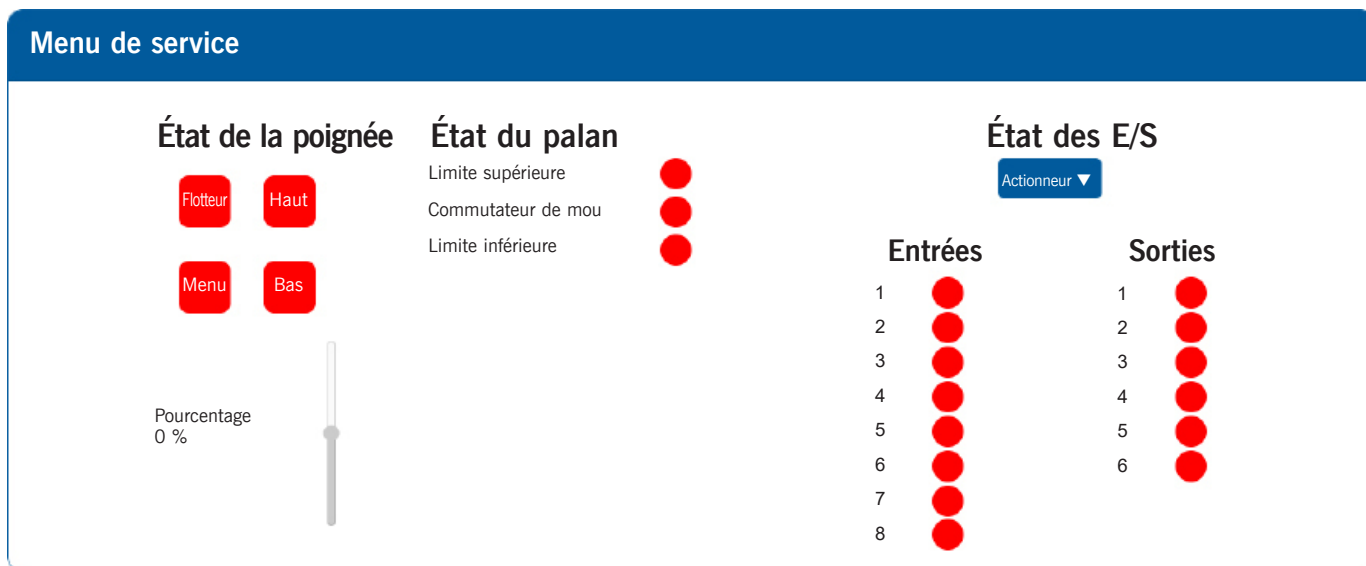 Menu de service
État de la poignée
Flotteur
Haut
Menu
Bas
Pourcentage
0 %
État du palan
Limite supérieure
Commutateur de mou
Limite inférieure
État des E/S
Actionneur ▼
Entrées
1
2
3
4
5
6
7
8
Sorties
1
2
3
4
5
6